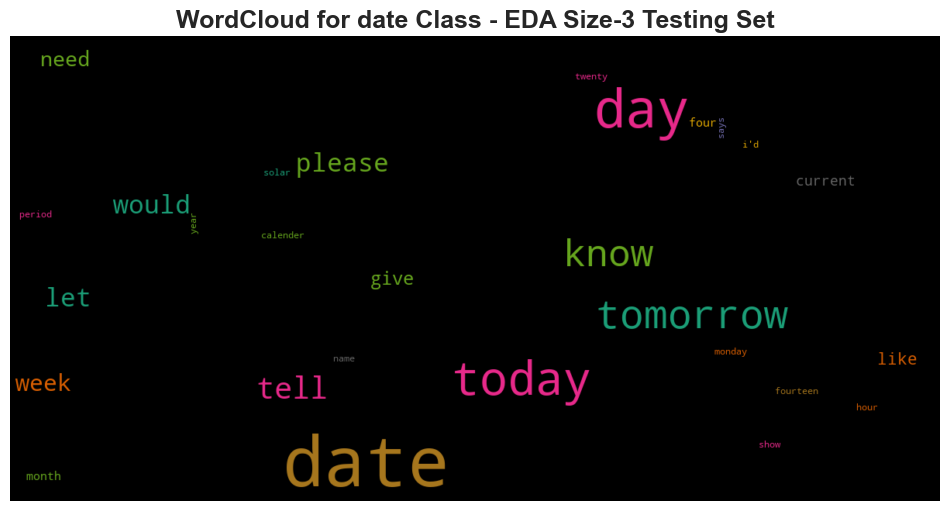 WordCloud for date Class - EDA Size-3 Testing Set
need
twenty
day
four
says
i'd
please
solar
current
would
period
year
calender
know
give
let
tomorrow
monday
name
like
week
tell
today
fourteen
hour
date
show
month